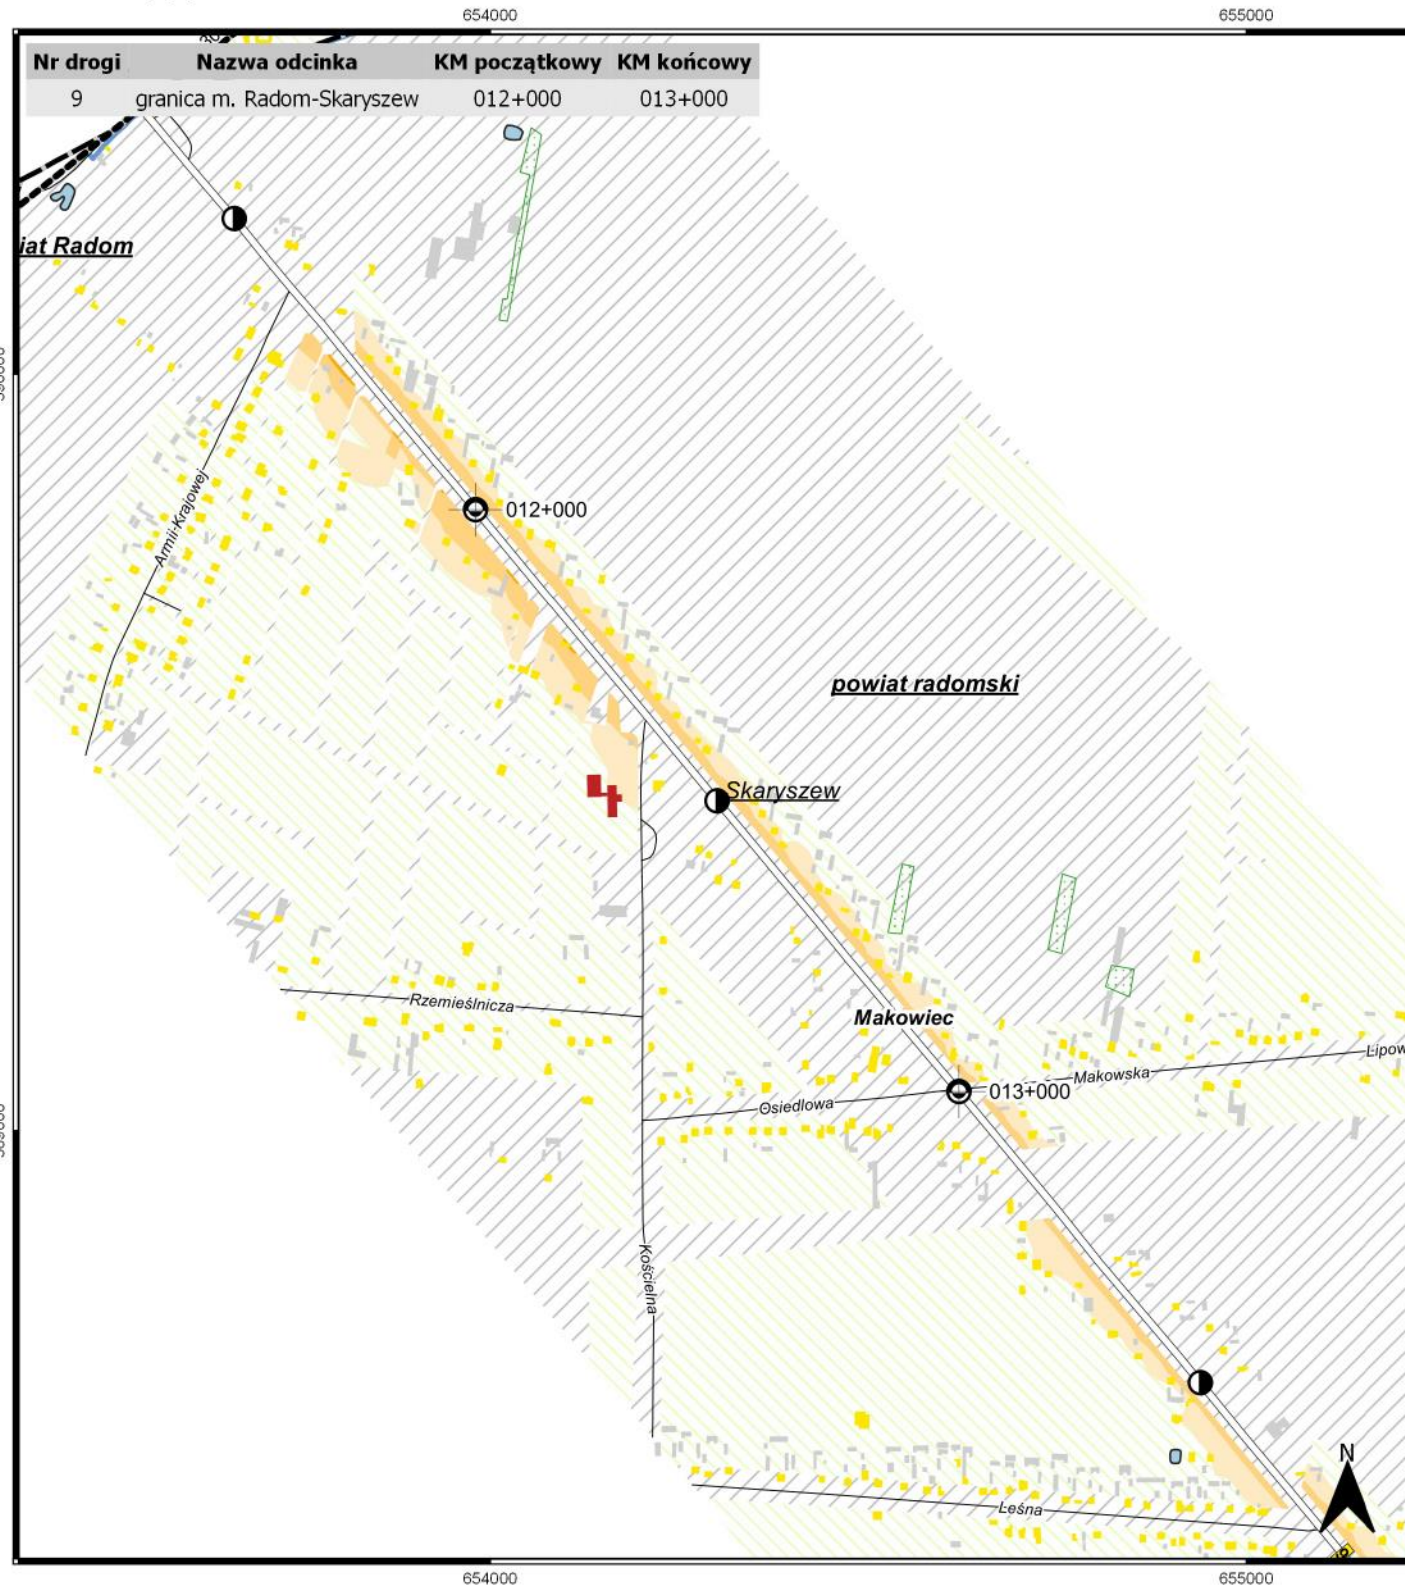 654000 655000
Nr drogi Nazwa odcinka KM początkowy KM końcowy
9 granica m. Radom-Skaryszew 012+000 013+000
iat Radom
Armii Krajowej
012+000
powiat radomski
Skaryszew
Rzemieślnicza
Makowiec
Lipow
Makowska
013+000
Osiedlowa
Kościelna
N
Leśna
9
654000 655000